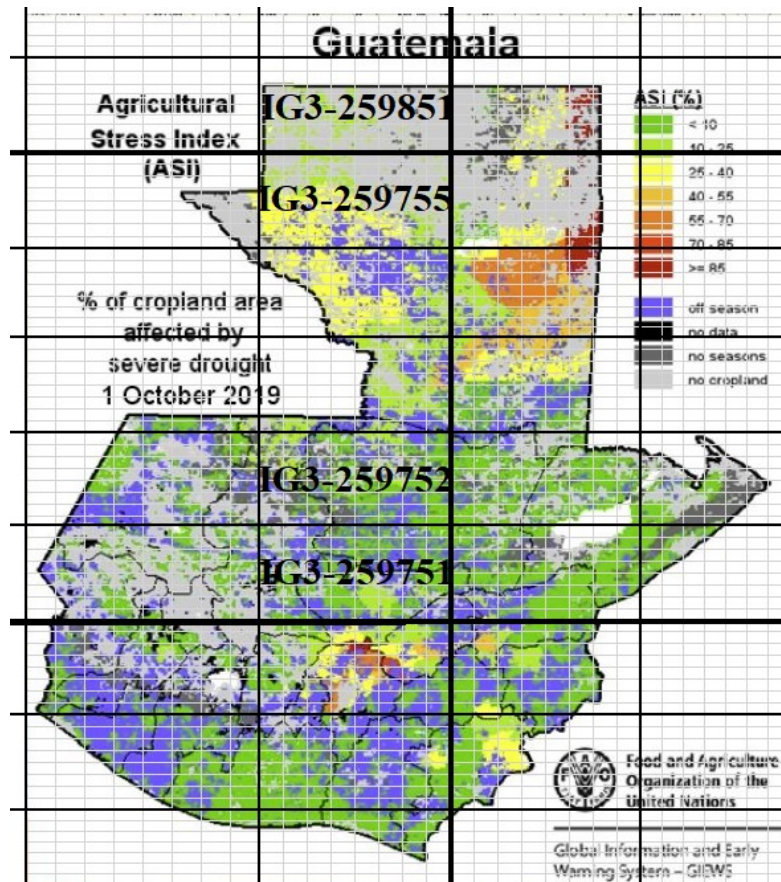 Guatemala
Agricultural
Stress Index
(ASI)
IG3-259851
IG3-259755
ASI (%)
< 10
10 - 25
25 - 40
40 - 55
55 - 70
70 - 85
>= 85
off season
no data
no seasons
no cropland
% of cropland area
affected by
severe drought
1 October 2019
IG3-259752
IG3-259751
FAO
Food and Agriculture
Organization of the
United Nations
Global Information and Early
Warning System - GIEWS